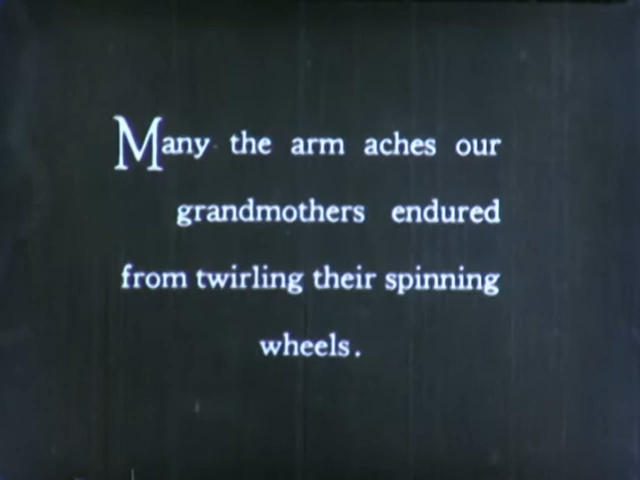 Many the arm aches our
grandmothers endured
from twirling their spinning
wheels.